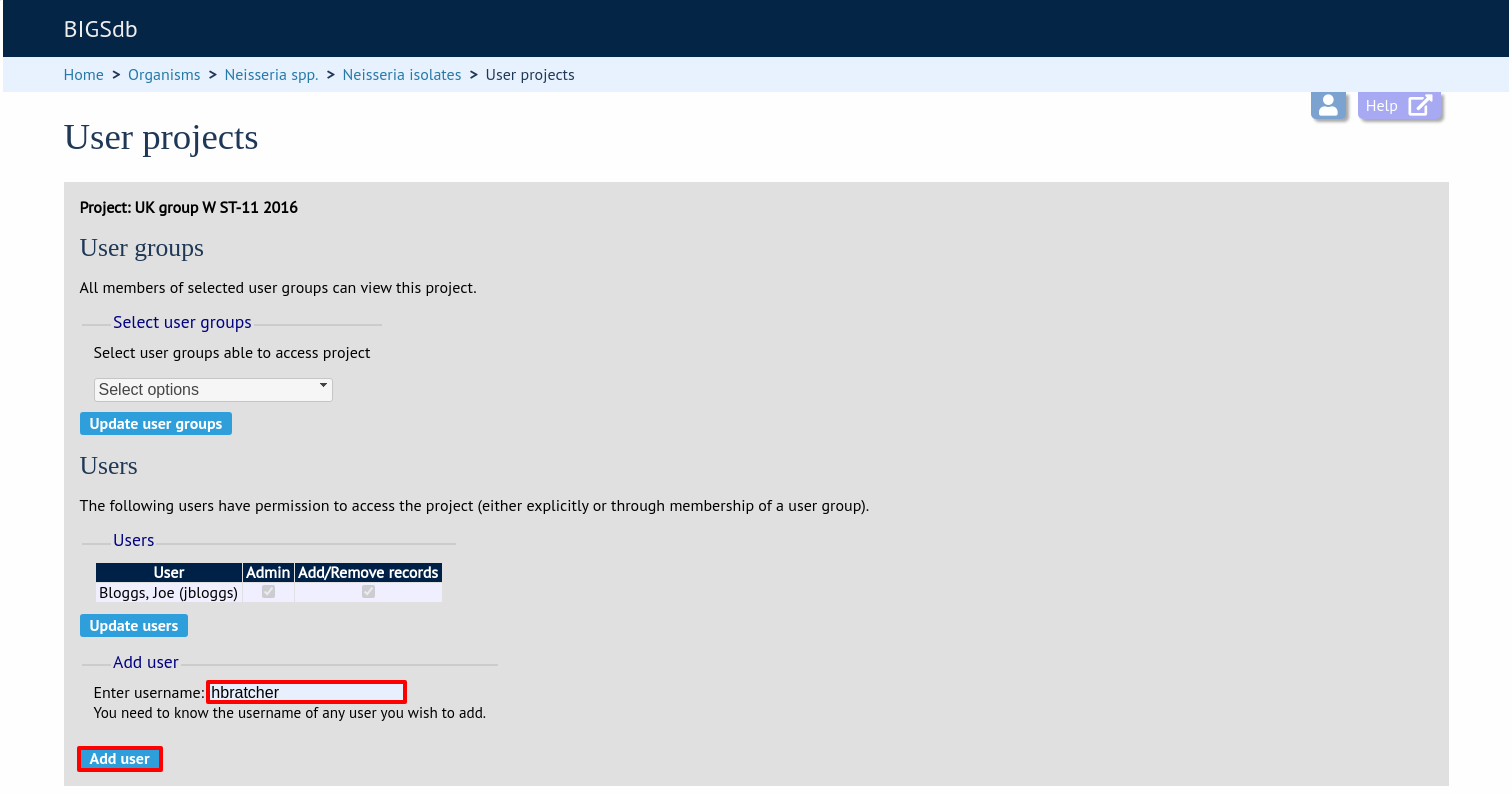 BIGSdb
Home > Organisms > Neisseria spp. > Neisseria isolates > User projects
Help
User projects
Project: UK group W ST-11 2016
User groups
All members of selected user groups can view this project.
Select user groups
Select user groups able to access project
Select options
Update user groups
Users
The following users have permission to access the project (either explicitly or through membership of a user group).
Users
User Admin Add/Remove records
Bloggs, Joe (jbloggs)
Update users
Add user
Enter username: hbratcher
You need to know the username of any user you wish to add.
Add user